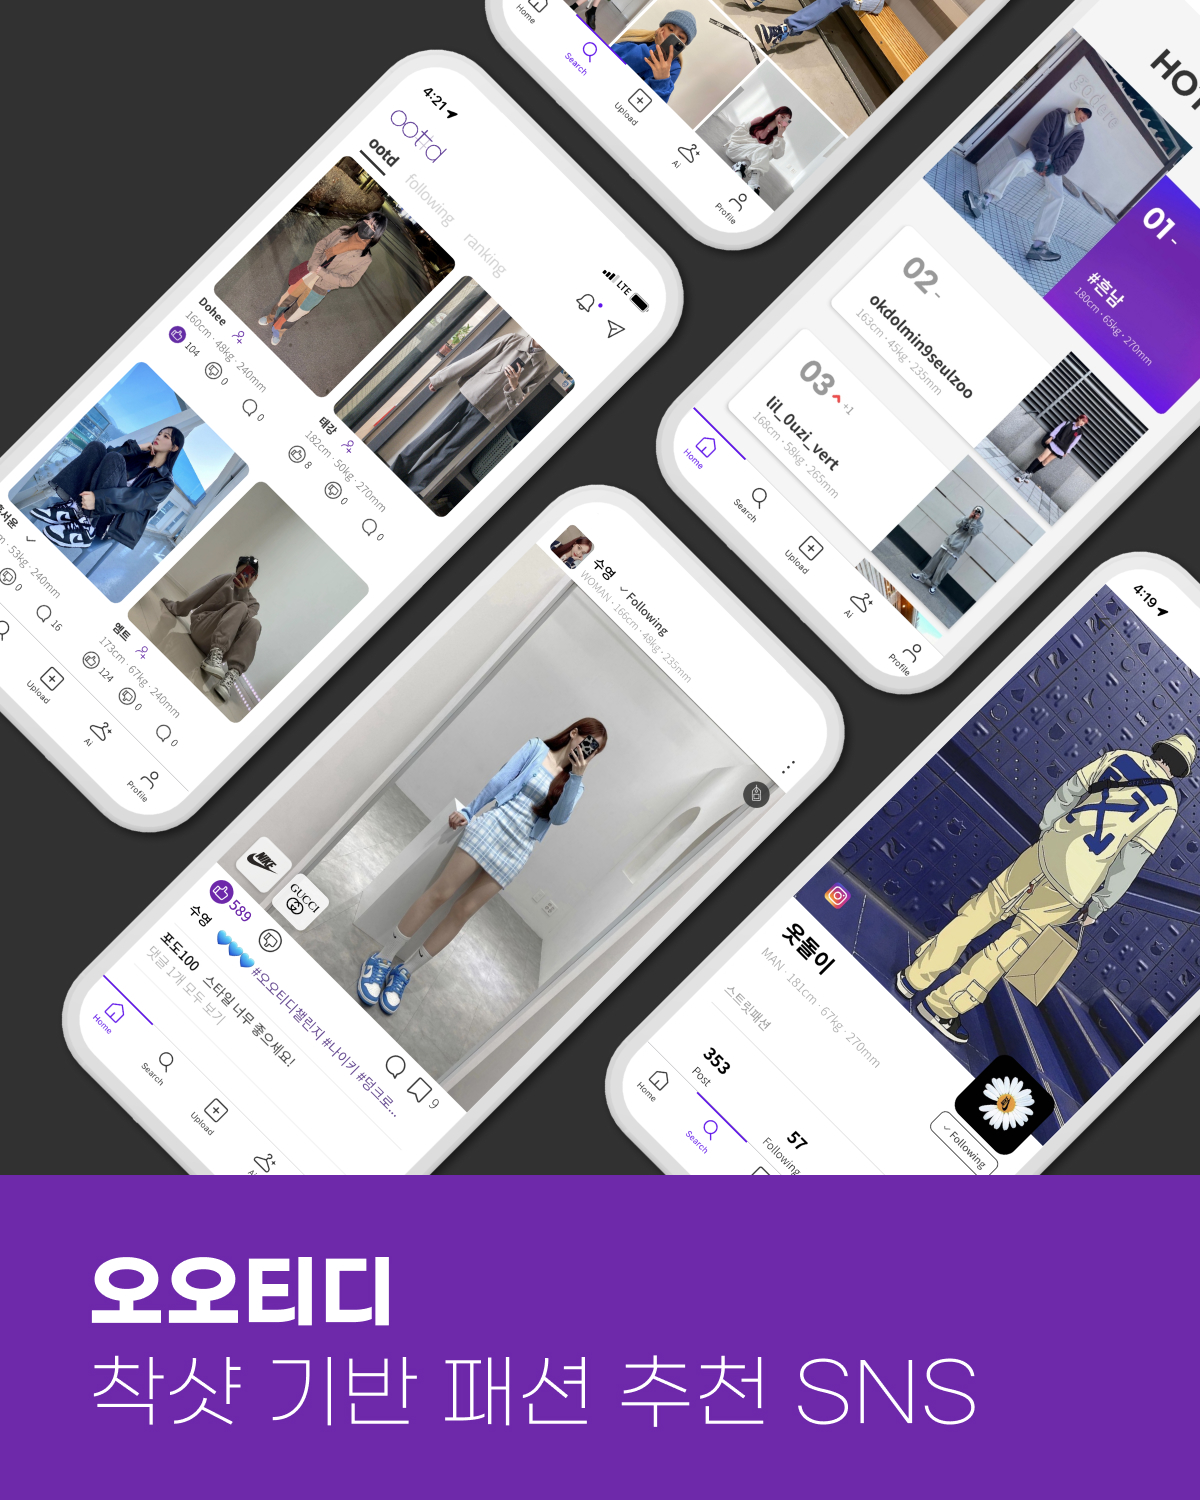 Home
Search
Upload
Ai
Profile
4:21
LTE
ootd
ootd
following
ranking
Dohee
160cm · 48kg · 240mm
104
0
0
태강
182cm · 50kg · 270mm
8
0
0
53kg · 240mm
0
16
엠트
173cm · 67kg · 240mm
124
0
0
Upload
Ai
Profile
01
#흔남
180cm · 65kg · 270mm
02
okdolmin9seulzoo
163cm · 45kg · 235mm
03
+1
lil_0uzi_vert
168cm · 58kg · 265mm
Home
Search
Upload
Ai
Profile
수영
Following
WOMAN · 166cm · 48kg · 235mm
NIKE
GUCCI
589
수영
#오오티디챌린지 #나이키 #덩크로...
포도100 스타일 너무 좋으세요!
댓글 1개 모두 보기
9
Home
Search
Upload
4:19
옷돌이
MAN · 181cm · 67kg · 270mm
스트릿패션
353
Post
57
Following
Following
Home
Search
오오티디
착샷 기반 패션 추천 SNS